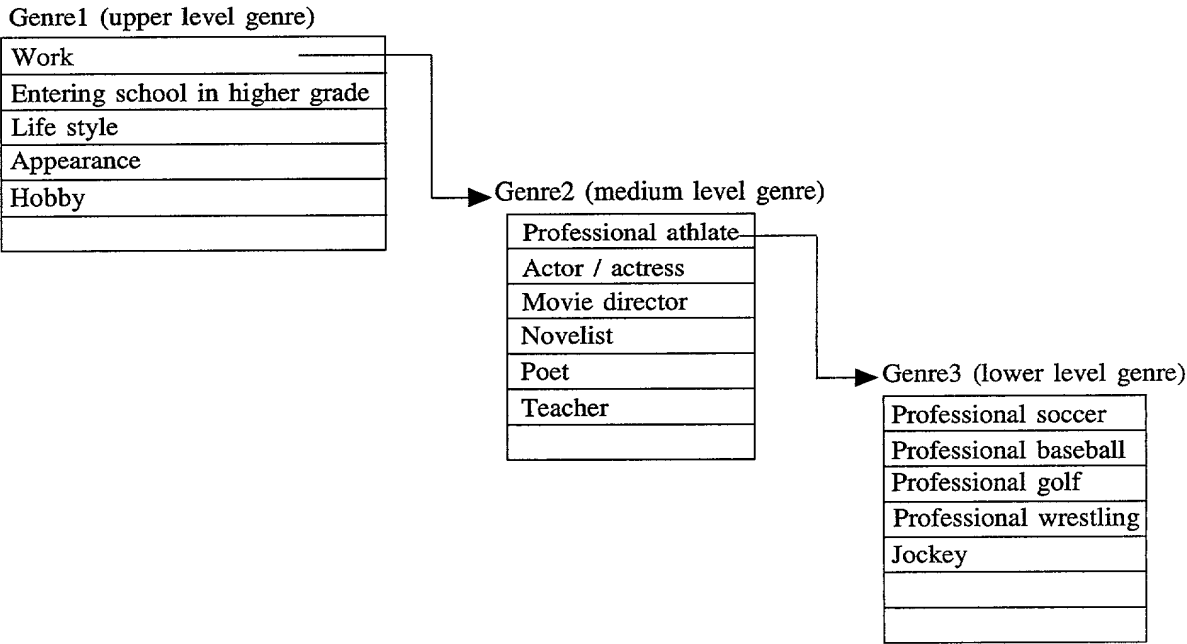 Genre1 (upper level genre)
Work
Entering school in higher grade
Life style
Appearance
Hobby
Genre2 (medium level genre)
Professional athlate
Actor / actress
Movie director
Novelist
Poet
Teacher
Genre3 (lower level genre)
Professional soccer
Professional baseball
Professional golf
Professional wrestling
Jockey